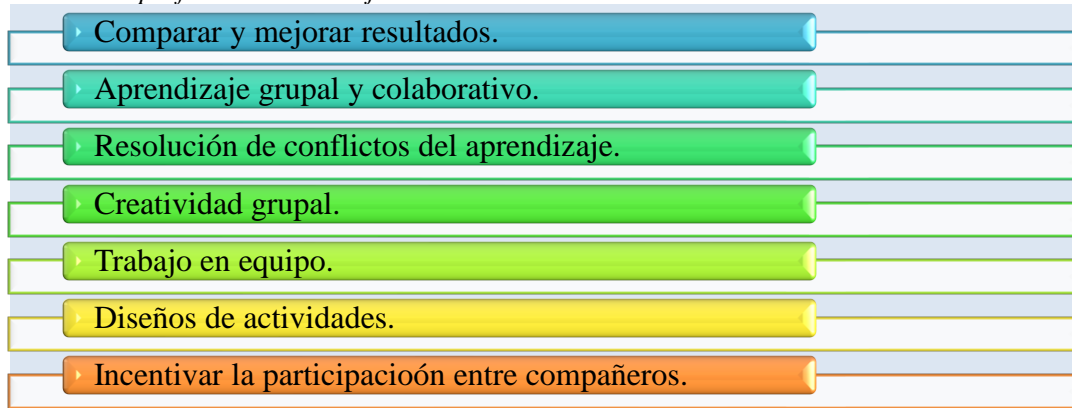 Comparar y mejorar resultados.
Aprendizaje grupal y colaborativo.
Resolución de conflictos del aprendizaje.
Creatividad grupal.
Trabajo en equipo.
Diseños de actividades.
Incentivar la participacioón entre compañeros.